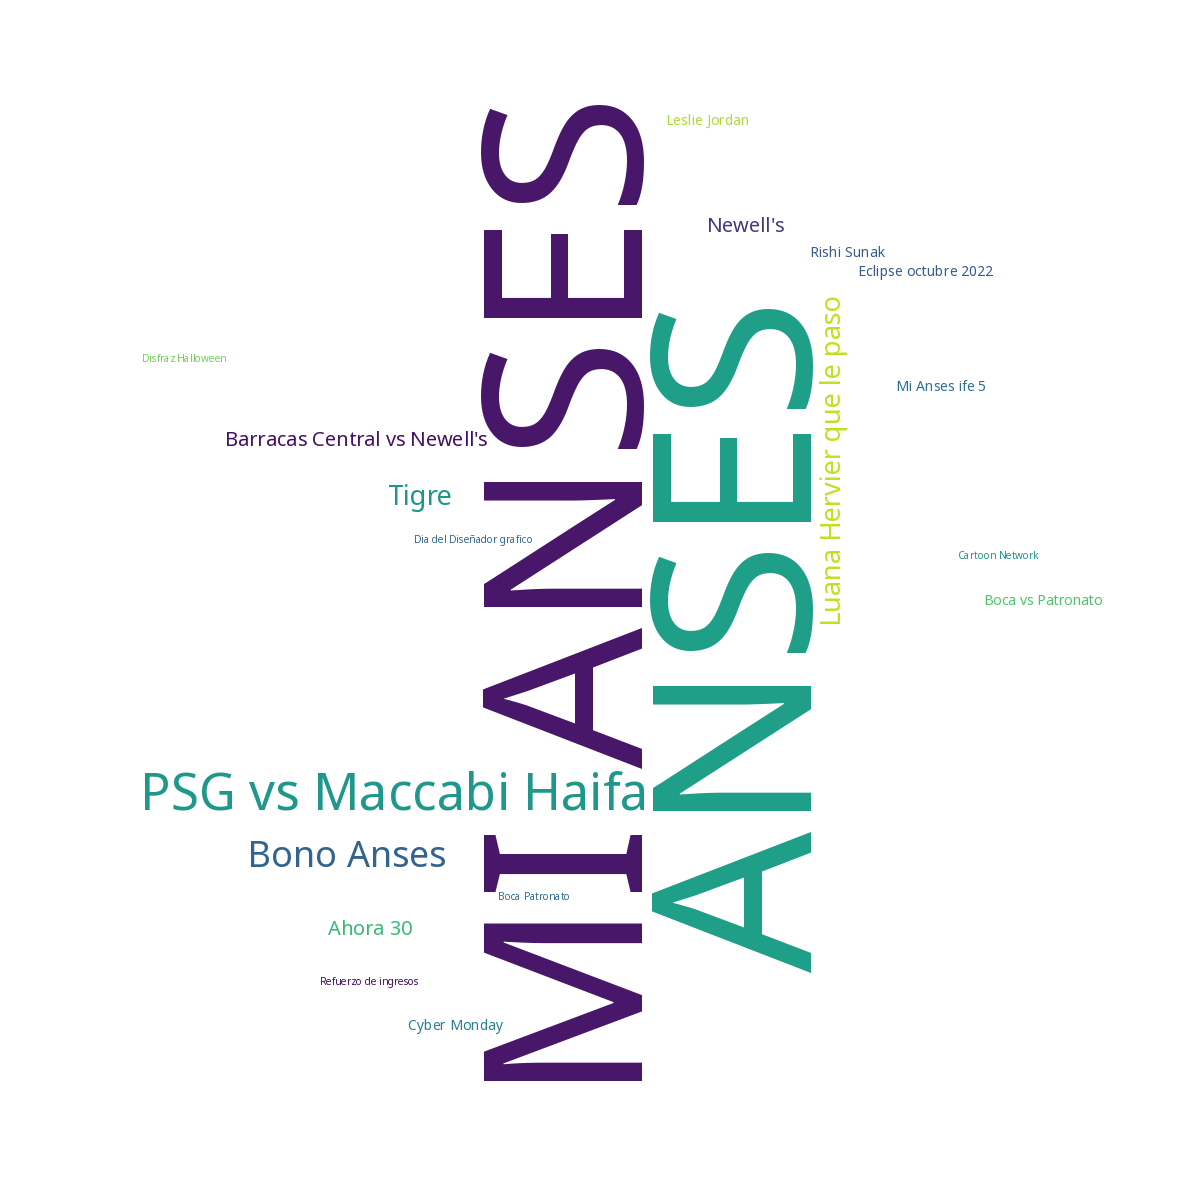 Leslie Jordan
Newell's
Rishi Sunak
Eclipse octubre 2022
MI ANSES
ANSES
Luana Hervier que le paso
Disfraz Halloween
Mi Anses ife 5
Barracas Central vs Newell's
Tigre
Dia del Diseñador grafico
Cartoon Network
Boca vs Patronato
PSG vs Maccabi Haifa
Bono Anses
Boca Patronato
Ahora 30
Refuerzo de ingresos
Cyber Monday